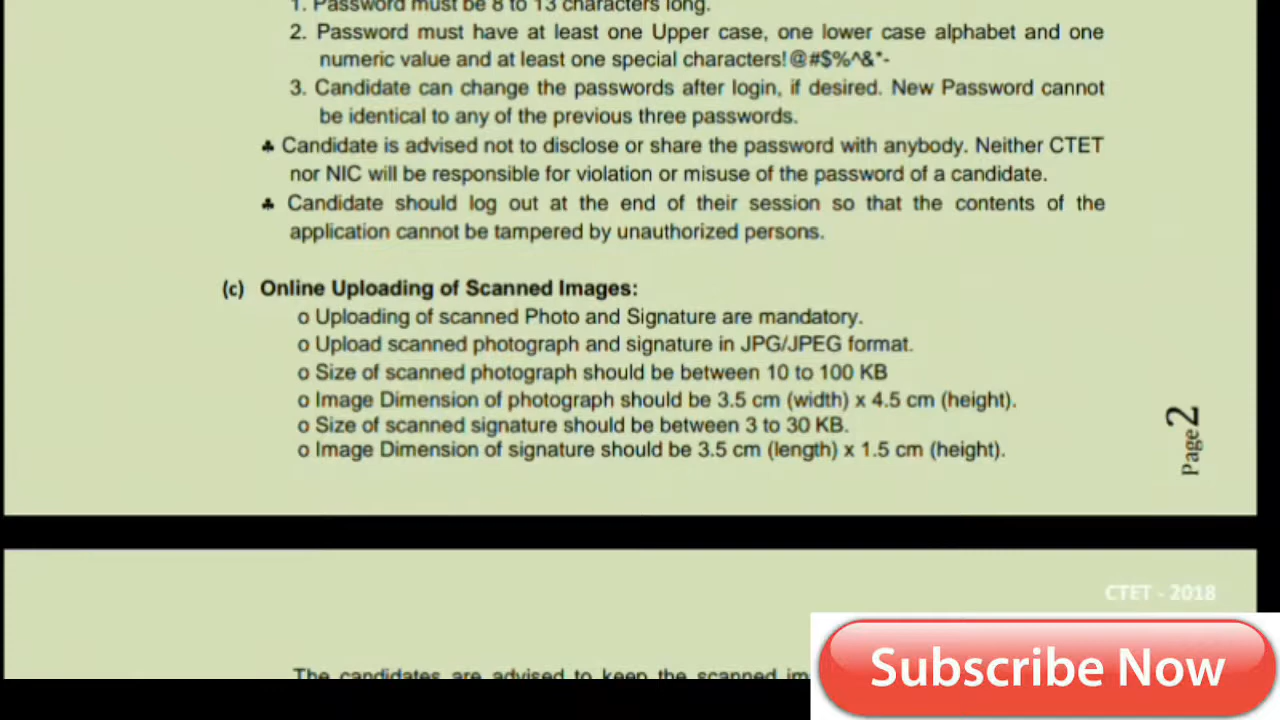 1. Password must be 8 to 13 characters long.
2. Password must have at least one Upper case, one lower case alphabet and one
numeric value and at least one special characters!@#$%^&*-
3. Candidate can change the passwords after login, if desired. New Password cannot
be identical to any of the previous three passwords.
♣ Candidate is advised not to disclose or share the password with anybody. Neither CTET
nor NIC will be responsible for violation or misuse of the password of a candidate.
♣ Candidate should log out at the end of their session so that the contents of the
application cannot be tampered by unauthorized persons.
(c) Online Uploading of Scanned Images:
o Uploading of scanned Photo and Signature are mandatory.
o Upload scanned photograph and signature in JPG/JPEG format.
o Size of scanned photograph should be between 10 to 100 KB
o Image Dimension of photograph should be 3.5 cm (width) x 4.5 cm (height).
o Size of scanned signature should be between 3 to 30 KB.
o Image Dimension of signature should be 3.5 cm (length) x 1.5 cm (height).
Page 2
CTET - 2018
The candidates are advised to keep the scanned im
Subscribe Now